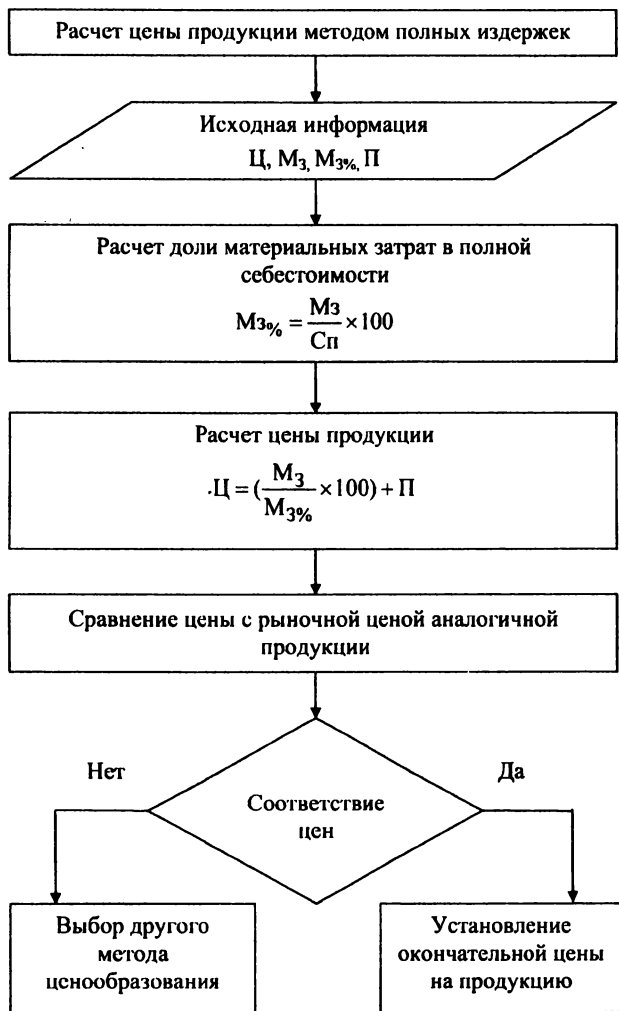 Расчет цены продукции методом полных издержек
Исходная информация
Ц, Мз, Мз%, П
Расчет доли материальных затрат в полной
себестоимости
Мз% = Мз/Сп × 100
Расчет цены продукции
.Ц = (Мз/Мз% × 100) + П
Сравнение цены с рыночной ценой аналогичной
продукции
Нет
Да
Соответствие
цен
Выбор другого
метода
ценообразования
Установление
окончательной цены
на продукцию